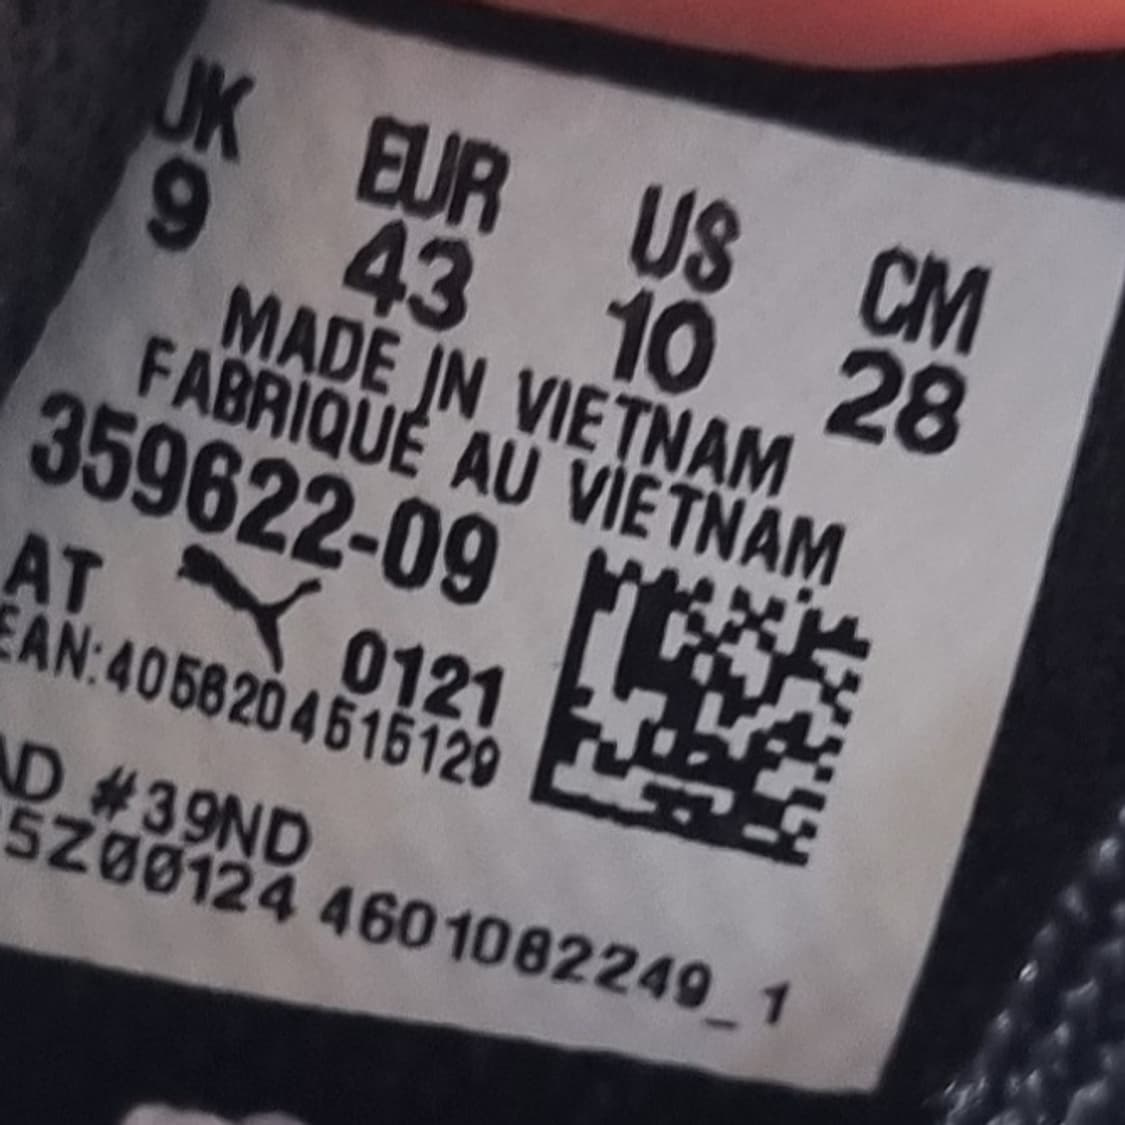 UK EUR US CM
9 43 10 28
MADE IN VIETNAM
FABRIQUÉ AU VIETNAM
359622-09
AT 0121
EAN:4058204515129
ND #39ND
5Z00124 4601082249_1